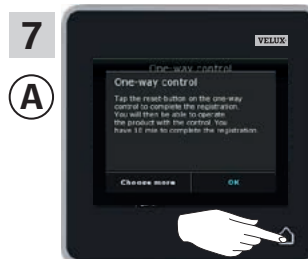 7
VELUX
A
One-way control
One-way control
Tap the reset-button on the one-way
control to complete the registration.
You will then be able to operate
the product with the control. You
have 10 min to complete the registration.
Choose more OK